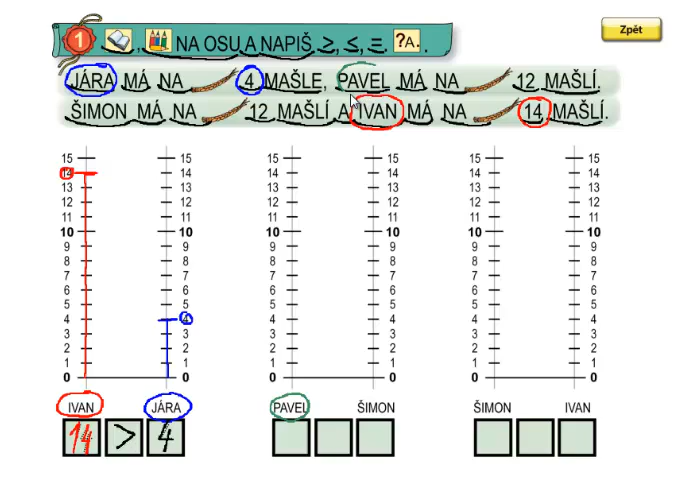 1 , NA OSU A NAPIŠ >, <, =. ?A. .
Zpět
JÁRA MÁ NA 4 MAŠLE, PAVEL MÁ NA 12 MAŠLÍ.
ŠIMON MÁ NA 12 MAŠLÍ A IVAN MÁ NA 14 MAŠLÍ.
15 15 15 15 15 15
14 14 14 14 14 14
13 13 13 13 13 13
12 12 12 12 12 12
11 11 11 11 11 11
10 10 10 10 10 10
9 9 9 9 9 9
8 8 8 8 8 8
7 7 7 7 7 7
6 6 6 6 6 6
5 5 5 5 5 5
4 4 4 4 4 4
3 3 3 3 3 3
2 2 2 2 2 2
1 1 1 1 1 1
0 0 0 0 0 0
IVAN JÁRA PAVEL ŠIMON ŠIMON IVAN
14 > 4